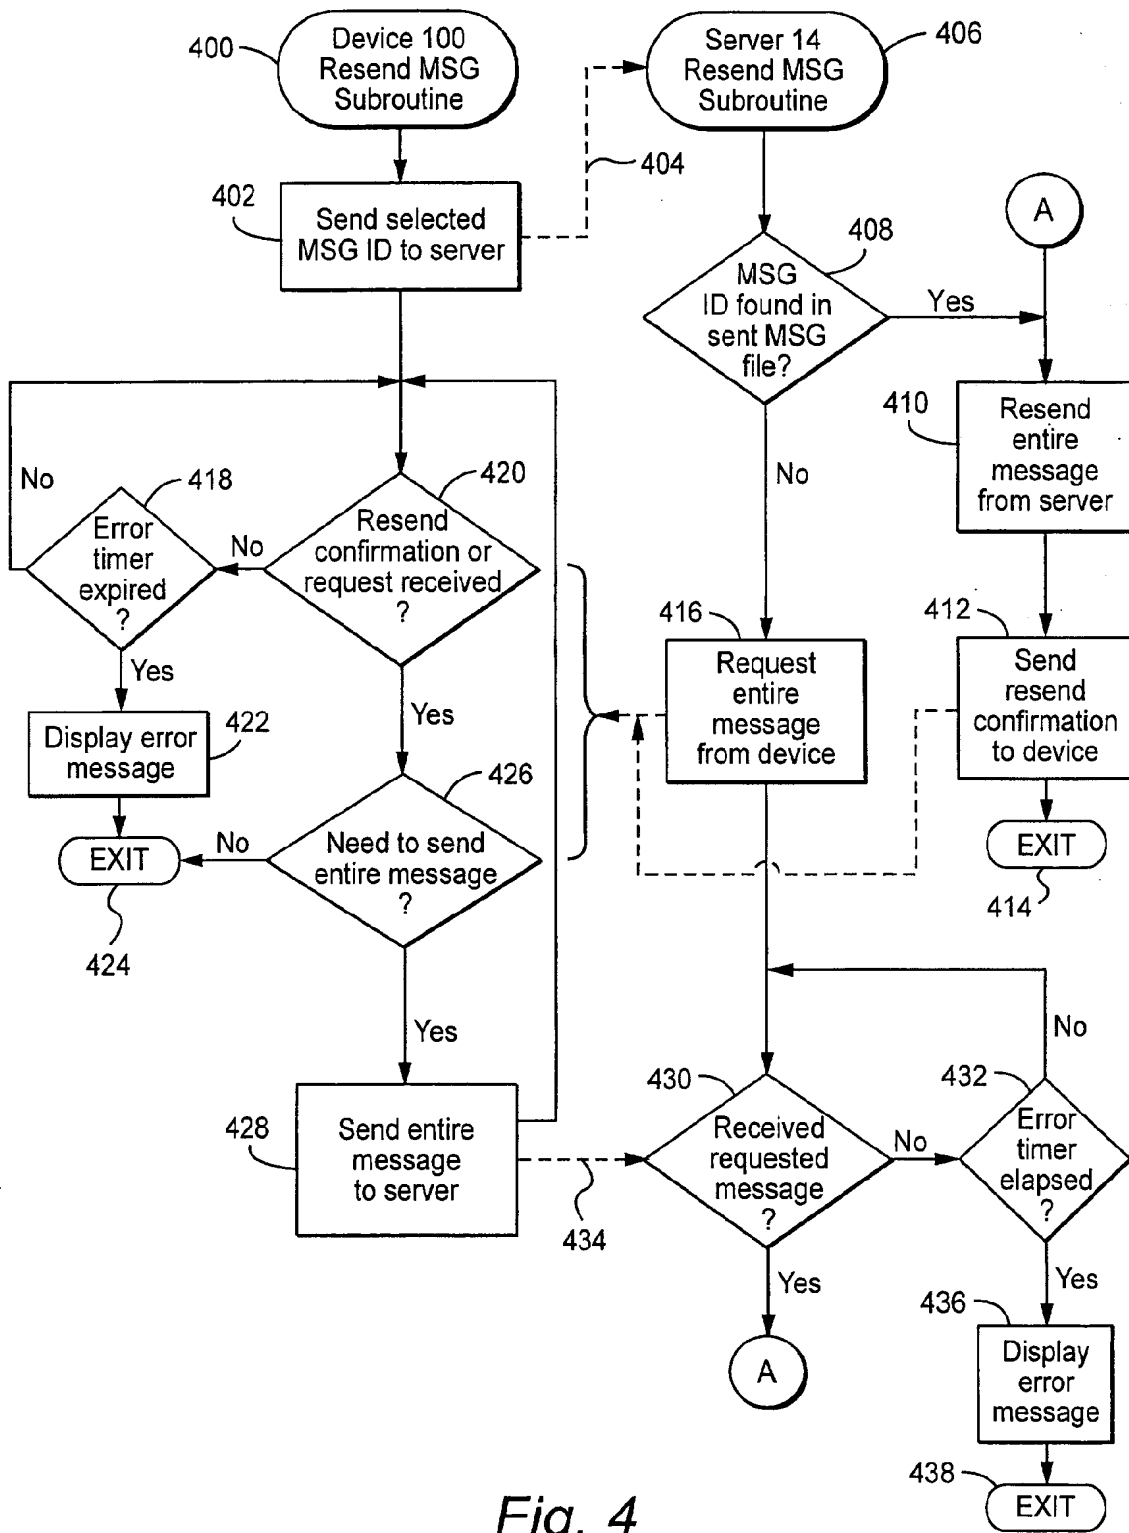 400
Device 100
Resend MSG
Subroutine
Server 14
Resend MSG
Subroutine
406
404
402
Send selected
MSG ID to server
A
408
MSG
ID found in
sent MSG
file?
Yes
No
410
Resend
entire
message
from server
No
418
Error
timer
expired
?
No
420
Resend
confirmation or
request received
?
Yes
Yes
416
Request
entire
message
from device
412
Send
resend
confirmation
to device
422
Display error
message
426
Need to send
entire message
?
No
EXIT
424
EXIT
414
Yes
No
428
Send entire
message
to server
434
430
Received
requested
message
?
No
432
Error
timer
elapsed
?
Yes
Yes
A
436
Display
error
message
438
EXIT
Fig. 4